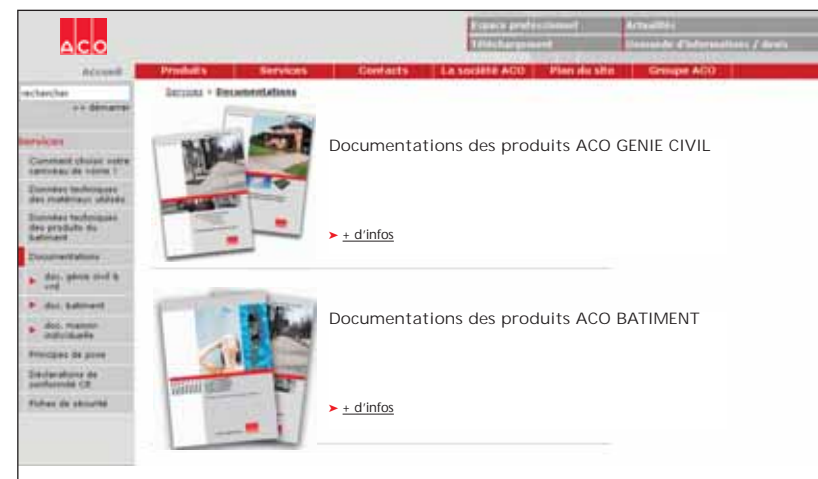 Espace professionnel
Actualités
Téléchargement
Demande d'informations / devis
ACO
Accueil
Produits
Services
Contacts
La société ACO
Plan du site
Groupe ACO
rechercher
>> démarrer
Services > Documentations
Services
Comment choisir votre
caniveau de voirie ?
Données techniques
des matériaux utilisés
Données techniques
des produits du
batiment
Documentations
doc. génie civil &
vrd
doc. batiment
doc. maison
individuelle
Principes de pose
Déclarations de
conformité CE
Fiches de sécurité
Documentations des produits ACO GENIE CIVIL
+ d'infos
Documentations des produits ACO BATIMENT
+ d'infos